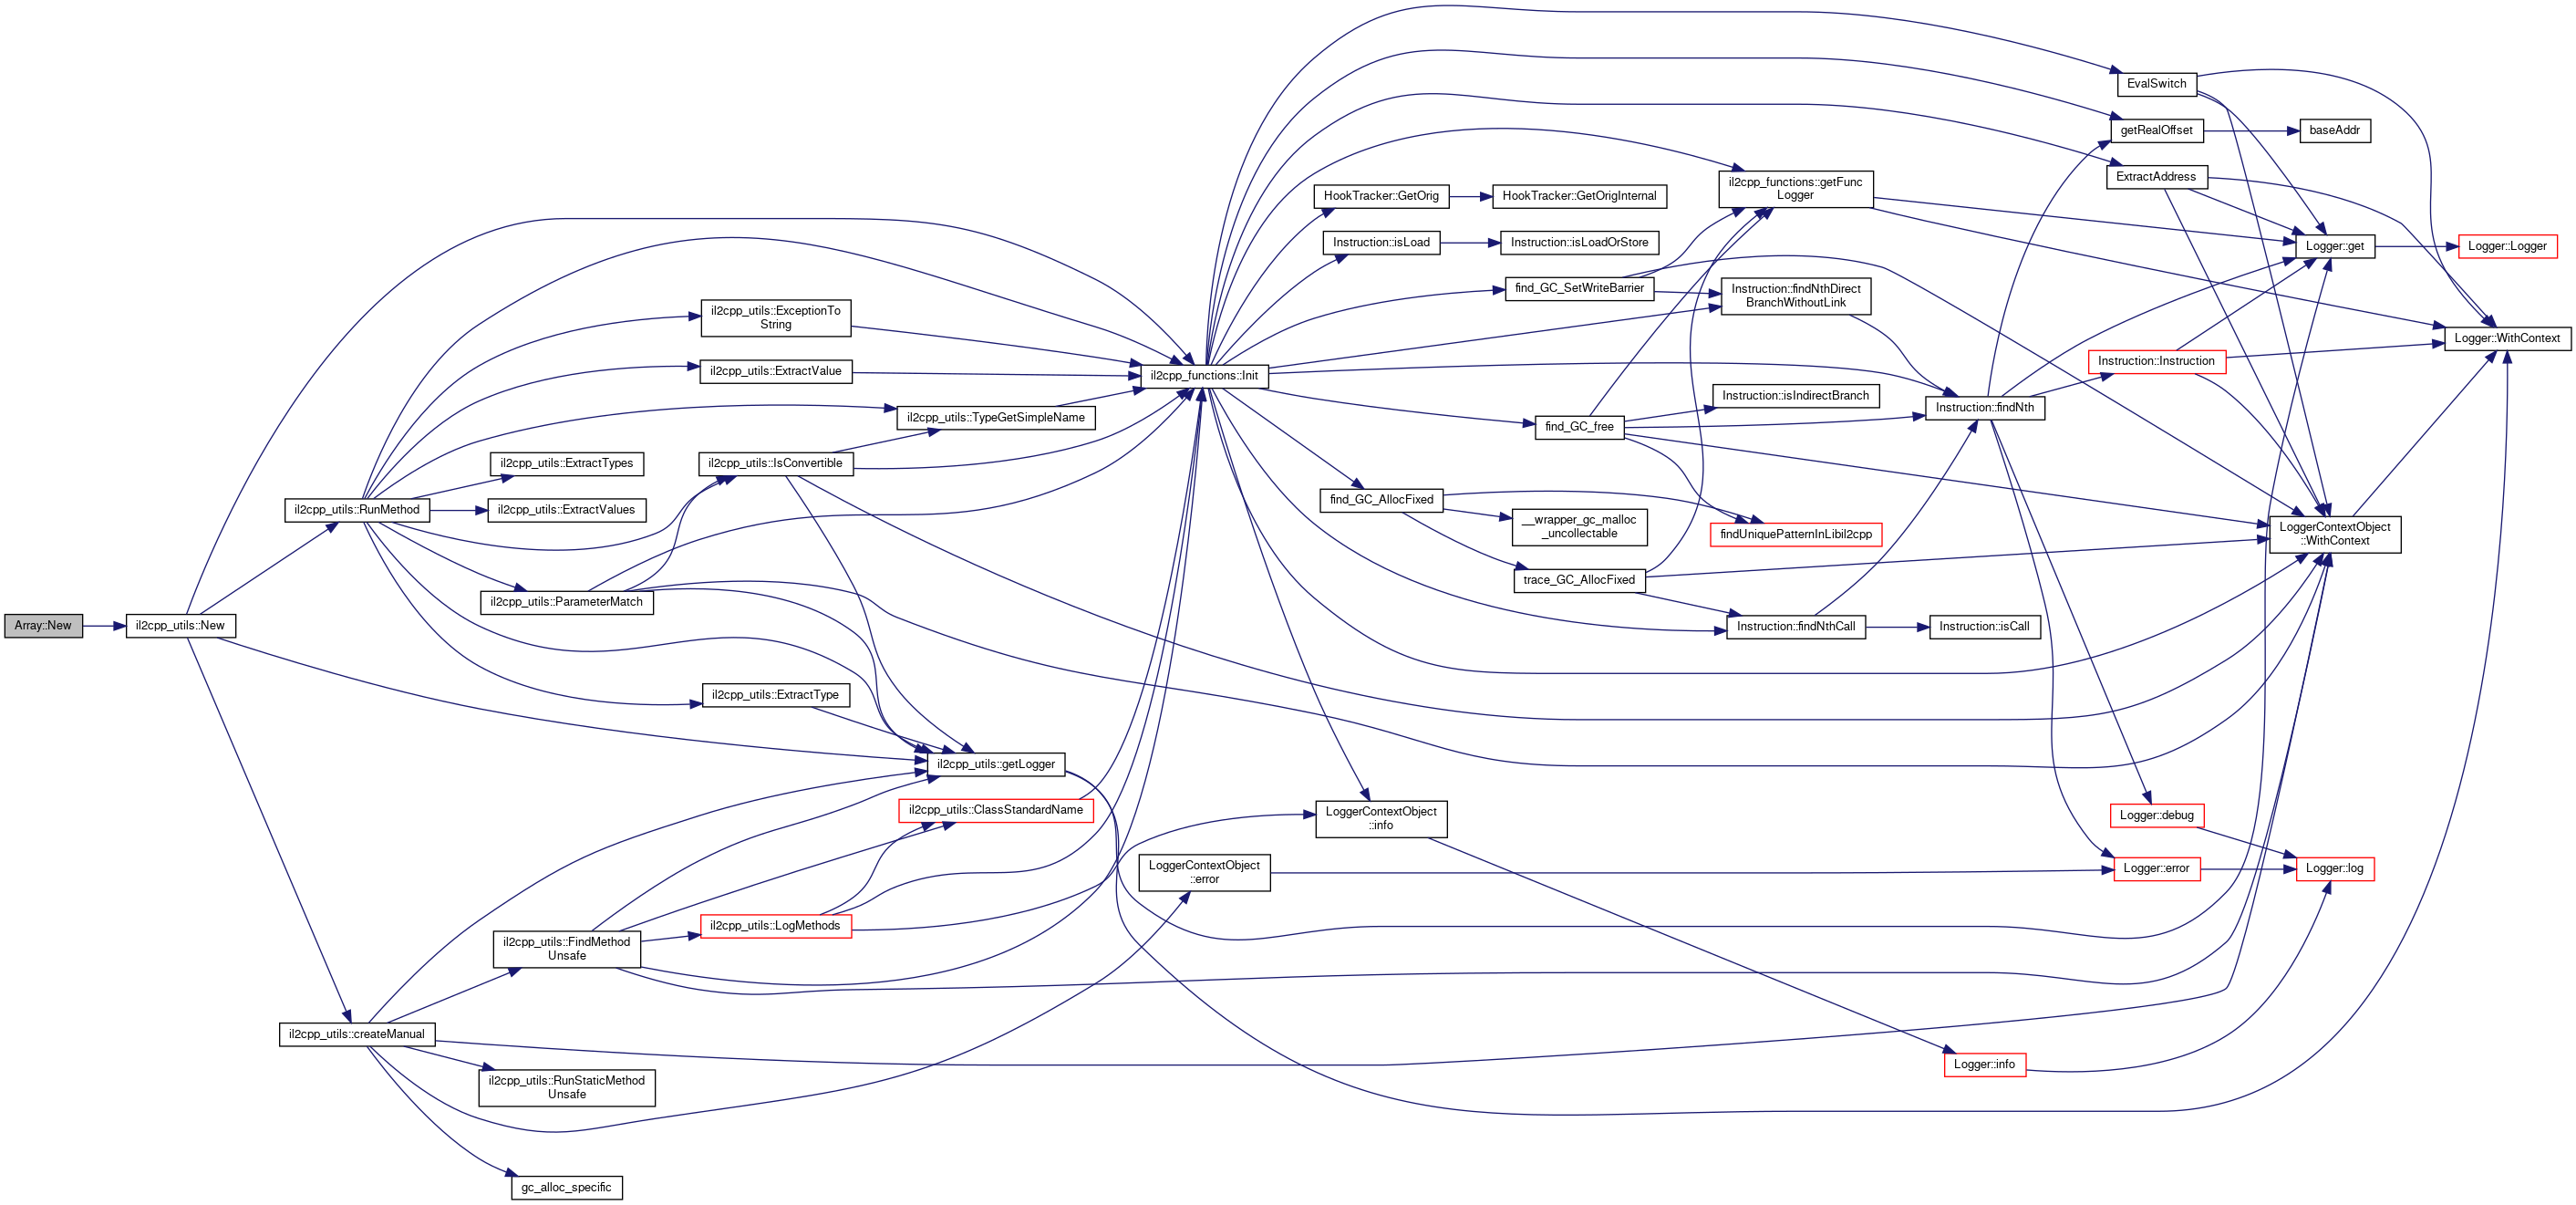 Array::New
il2cpp_utils::New
il2cpp_utils::RunMethod
il2cpp_utils::createManual
il2cpp_utils::ExtractTypes
il2cpp_utils::ExtractValues
il2cpp_utils::ParameterMatch
il2cpp_utils::FindMethod
Unsafe
il2cpp_utils::RunStaticMethod
Unsafe
gc_alloc_specific
il2cpp_utils::ExceptionTo
String
il2cpp_utils::ExtractValue
il2cpp_utils::TypeGetSimpleName
il2cpp_utils::IsConvertible
il2cpp_utils::ExtractType
il2cpp_utils::getLogger
il2cpp_utils::ClassStandardName
il2cpp_utils::LogMethods
il2cpp_functions::Init
LoggerContextObject
::error
HookTracker::GetOrig
Instruction::isLoad
find_GC_AllocFixed
LoggerContextObject
::info
HookTracker::GetOrigInternal
Instruction::isLoadOrStore
find_GC_SetWriteBarrier
find_GC_free
__wrapper_gc_malloc
_uncollectable
trace_GC_AllocFixed
il2cpp_functions::getFunc
Logger
Instruction::findNthDirect
BranchWithoutLink
Instruction::isIndirectBranch
findUniquePatternInLibil2cpp
Instruction::findNthCall
Instruction::findNth
Instruction::isCall
Logger::info
EvalSwitch
getRealOffset
ExtractAddress
Instruction::Instruction
Logger::debug
Logger::error
baseAddr
Logger::get
LoggerContextObject
::WithContext
Logger::log
Logger::Logger
Logger::WithContext